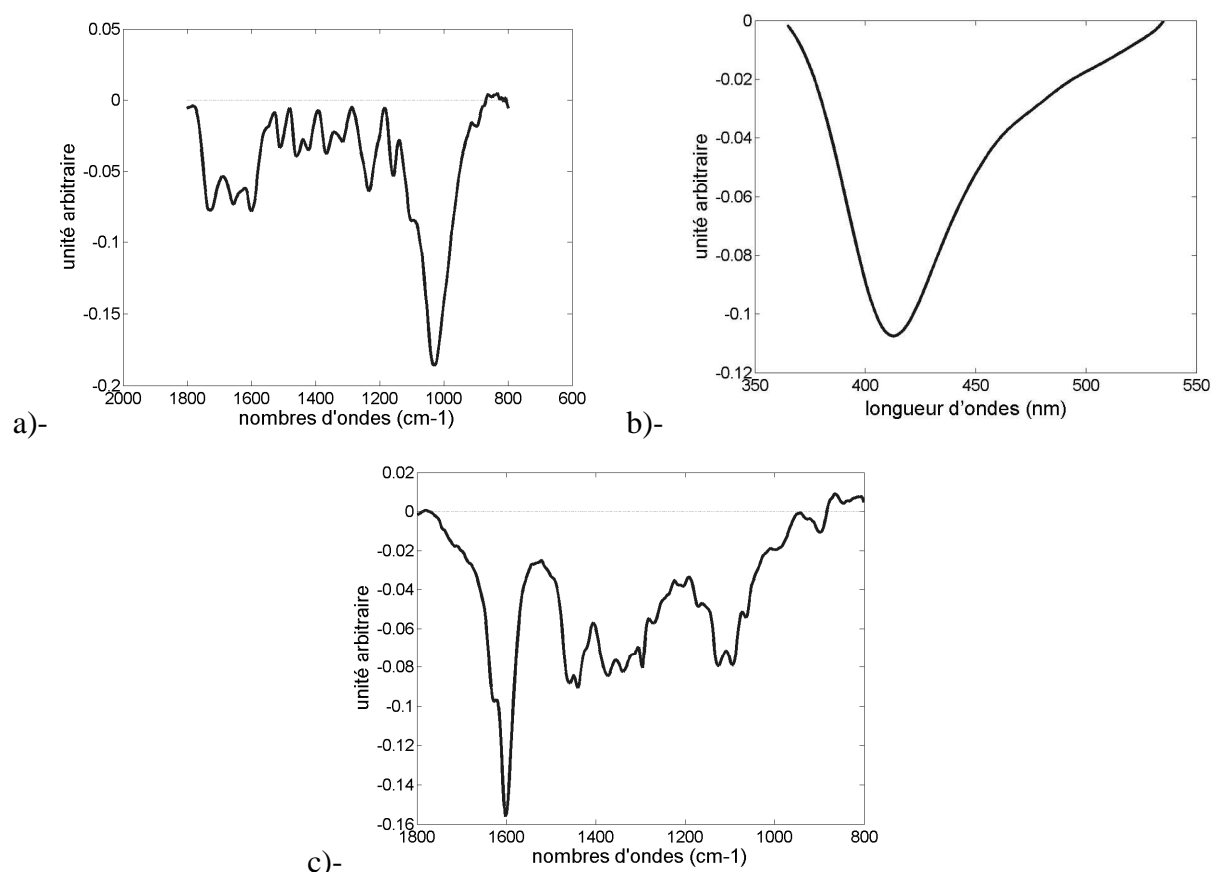 0.05
0
-0.05
-0.1
-0.15
-0.2
2000 1800 1600 1400 1200 1000 800 600
unité arbitraire
nombres d'ondes (cm-1)
a)-
0
-0.02
-0.04
-0.06
-0.08
-0.1
-0.12
350 400 450 500 550
unité arbitraire
longueur d'ondes (nm)
b)-
0.02
0
-0.02
-0.04
-0.06
-0.08
-0.1
-0.12
-0.14
-0.16
1800 1600 1400 1200 1000 800
unité arbitraire
nombres d'ondes (cm-1)
c)-